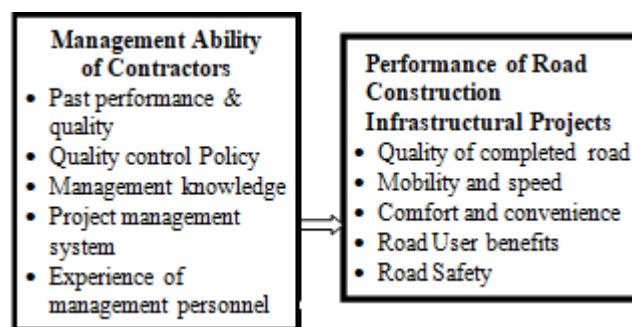 Management Ability
of Contractors
• Past performance &
quality
• Quality control Policy
• Management knowledge
• Project management
system
• Experience of
management personnel
Performance of Road
Construction
Infrastructural Projects
• Quality of completed road
• Mobility and speed
• Comfort and convenience
• Road User benefits
• Road Safety